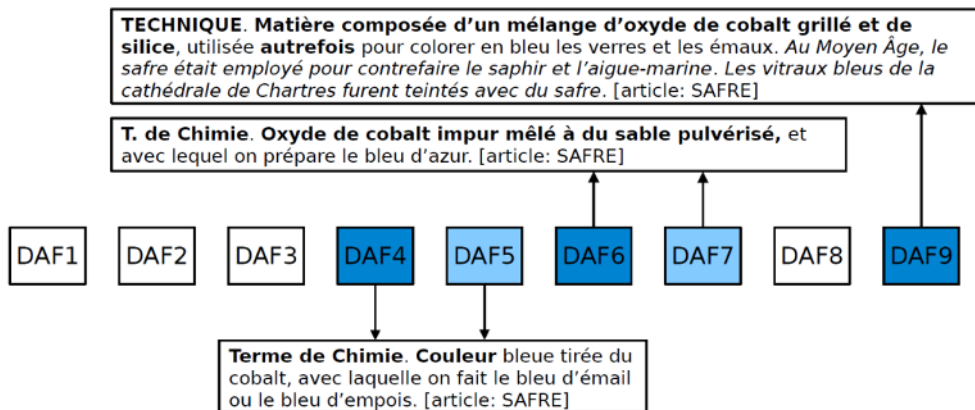 TECHNIQUE. Matière composée d’un mélange d’oxyde de cobalt grillé et de
silice, utilisée autrefois pour colorer en bleu les verres et les émaux. Au Moyen Âge, le
safre était employé pour contrefaire le saphir et l’aigue-marine. Les vitraux bleus de la
cathédrale de Chartres furent teintés avec du safre. [article: SAFRE]
T. de Chimie. Oxyde de cobalt impur mêlé à du sable pulvérisé, et
avec lequel on prépare le bleu d’azur. [article: SAFRE]
DAF1 DAF2 DAF3 DAF4 DAF5 DAF6 DAF7 DAF8 DAF9
Terme de Chimie. Couleur bleue tirée du
cobalt, avec laquelle on fait le bleu d’émail
ou le bleu d’empois. [article: SAFRE]